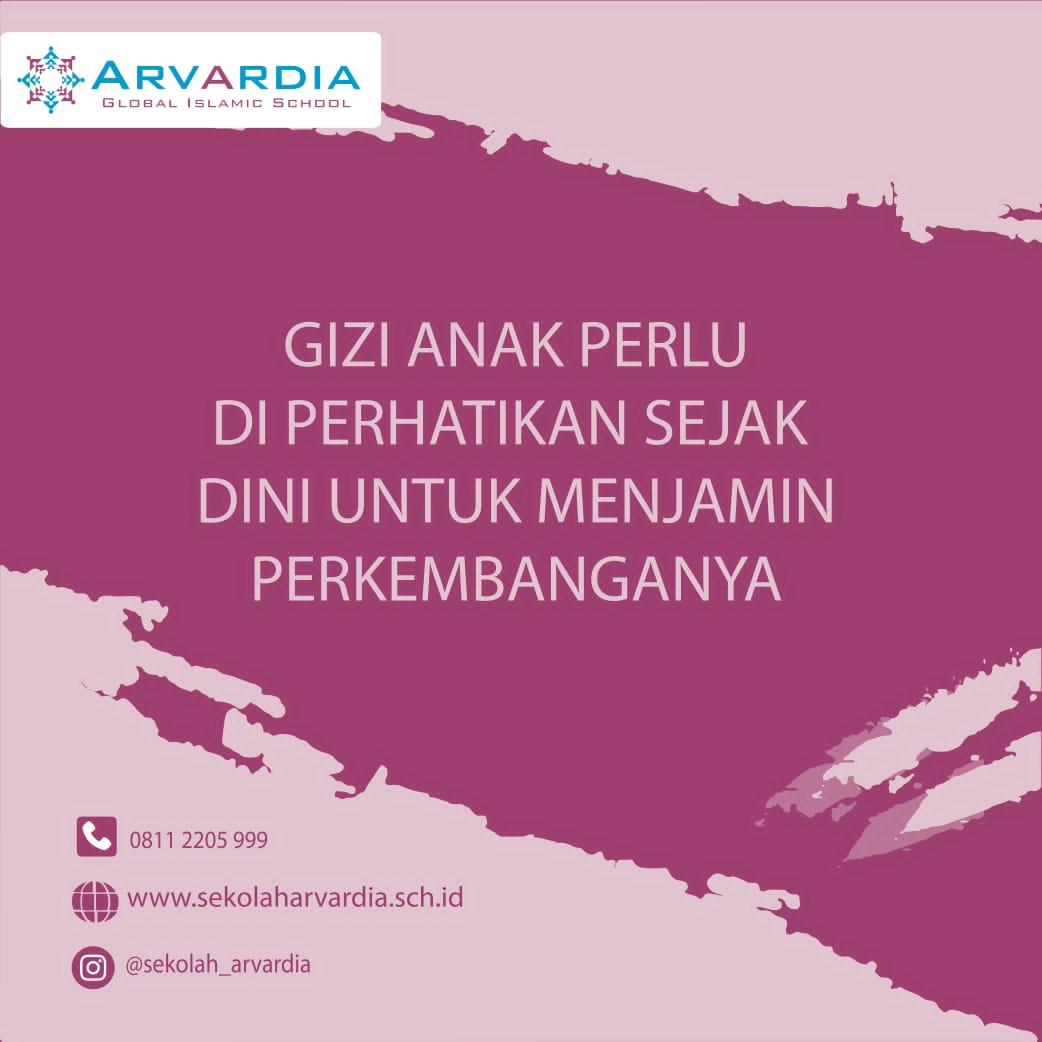 ARVARDIA
GLOBAL ISLAMIC SCHOOL
GIZI ANAK PERLU
DI PERHATIKAN SEJAK
DINI UNTUK MENJAMIN
PERKEMBANGANYA
0811 2205 999
www.sekolaharvardia.sch.id
@sekolah_arvardia